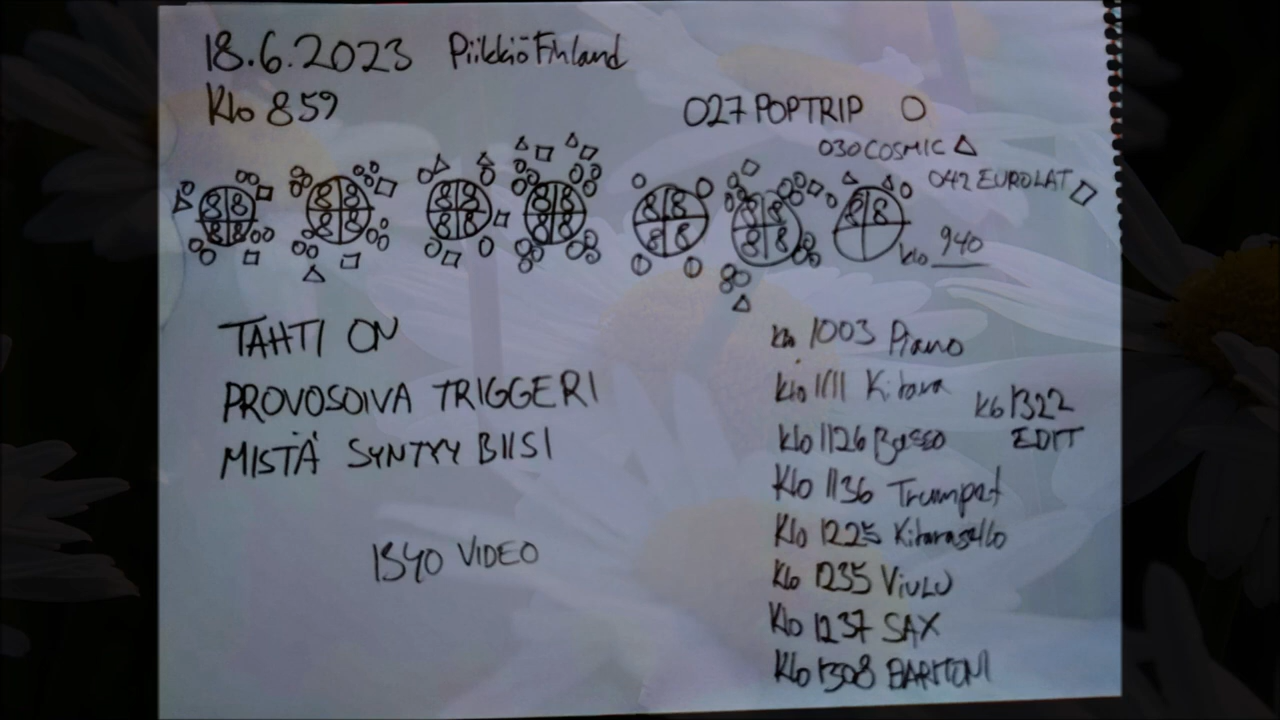 18.6.2023 Piikkiö Finland
Klo 859
027 POPTRIP O
030 COSMIC △
042 EUROLAT ▱
klo 940
TAHTI ON
PROVOSOIVA TRIGGERI
MISTÄ SYNTYY BIISI
1340 VIDEO
klo 1003 Piano
klo 1111 Kitara
klo 1322
EDIT
Klo 1126 Basso
Klo 1136 Trumpet
Klo 1225 Kitarasello
Klo 1235 VIULU
Klo 1237 SAX
Klo 1308 BARITONI